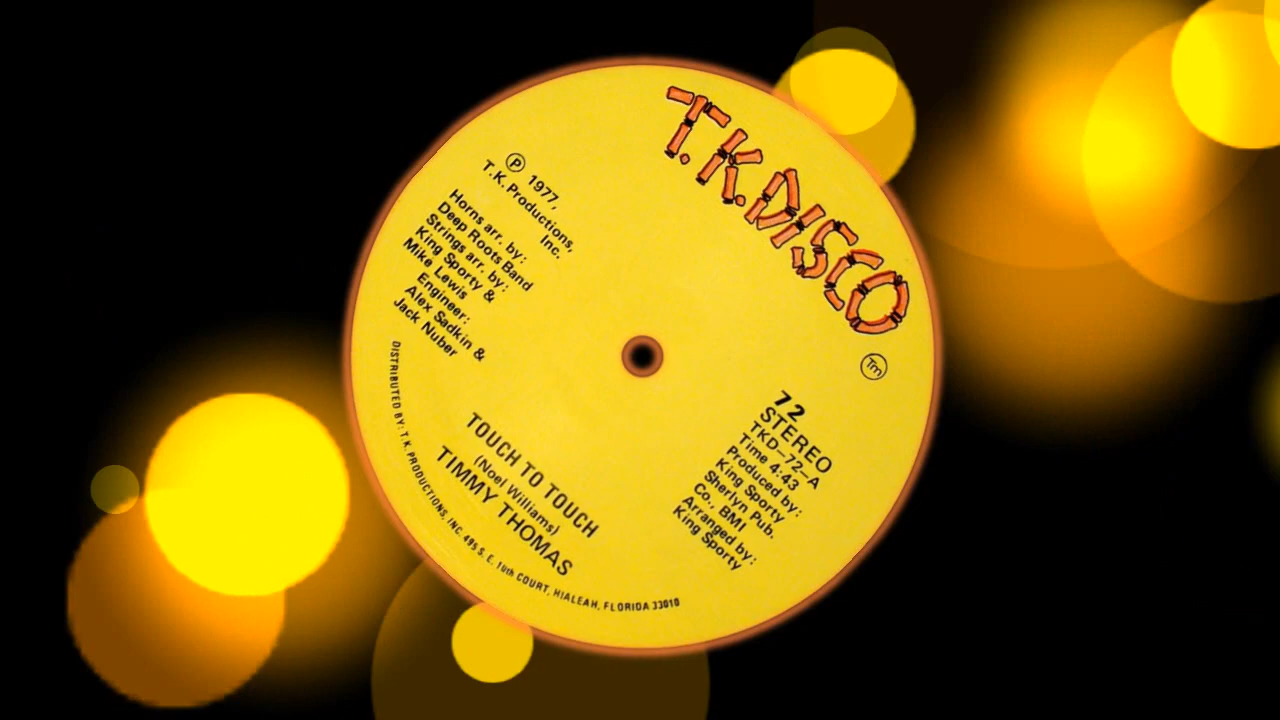 T.K. DISCO
Tm
℗ 1977,
T.K. Productions,
Inc.
Horns arr. by:
Deep Roots Band
Strings arr. by:
King Sporty &
Mike Lewis
Engineer:
Alex Sadkin &
Jack Nuber
72
STEREO
TKD—72—A
Time 4:43
Produced by:
King Sporty
Sherlyn Pub.
Co., BMI
Arranged by:
King Sporty
TOUCH TO TOUCH
(Noel Williams)
TIMMY THOMAS
DISTRIBUTED BY: T.K. PRODUCTIONS, INC. 495 S. E. 10th COURT, HIALEAH, FLORIDA 33010